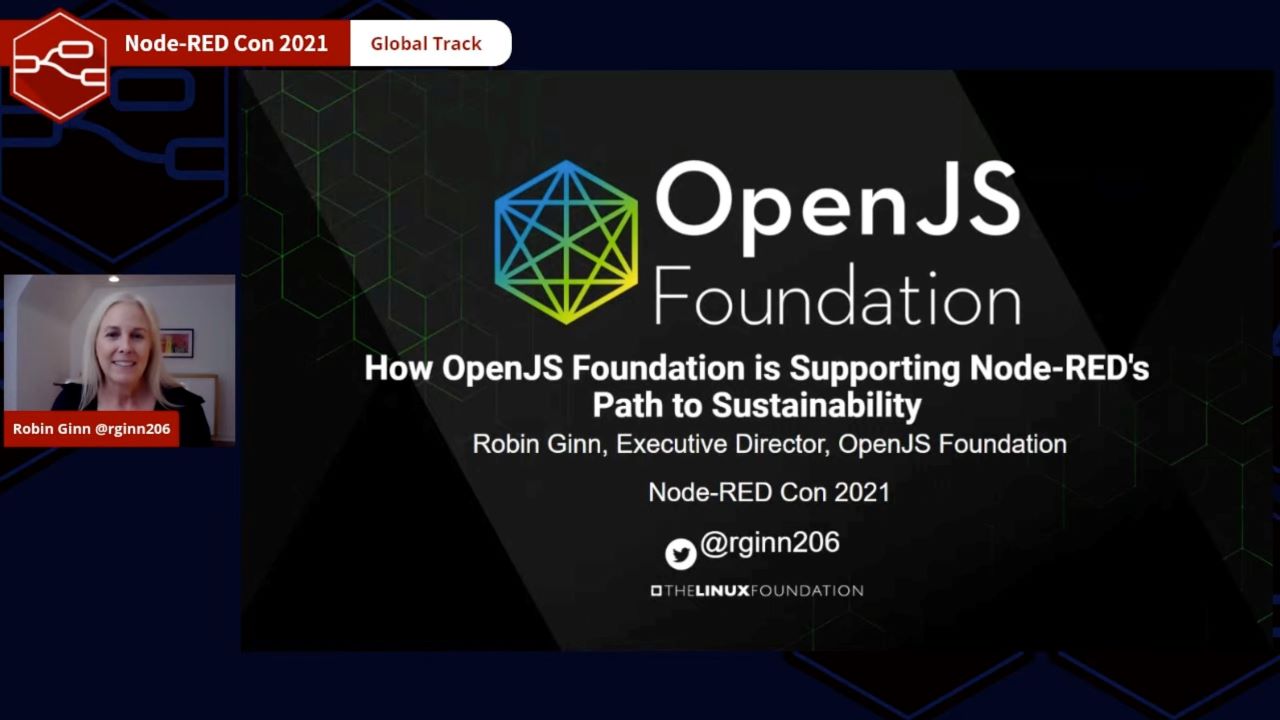 Node-RED Con 2021
Global Track
OpenJS
Foundation
How OpenJS Foundation is Supporting Node-RED's
Path to Sustainability
Robin Ginn, Executive Director, OpenJS Foundation
Node-RED Con 2021
@rginn206
THELINUXFOUNDATION
Robin Ginn @rginn206